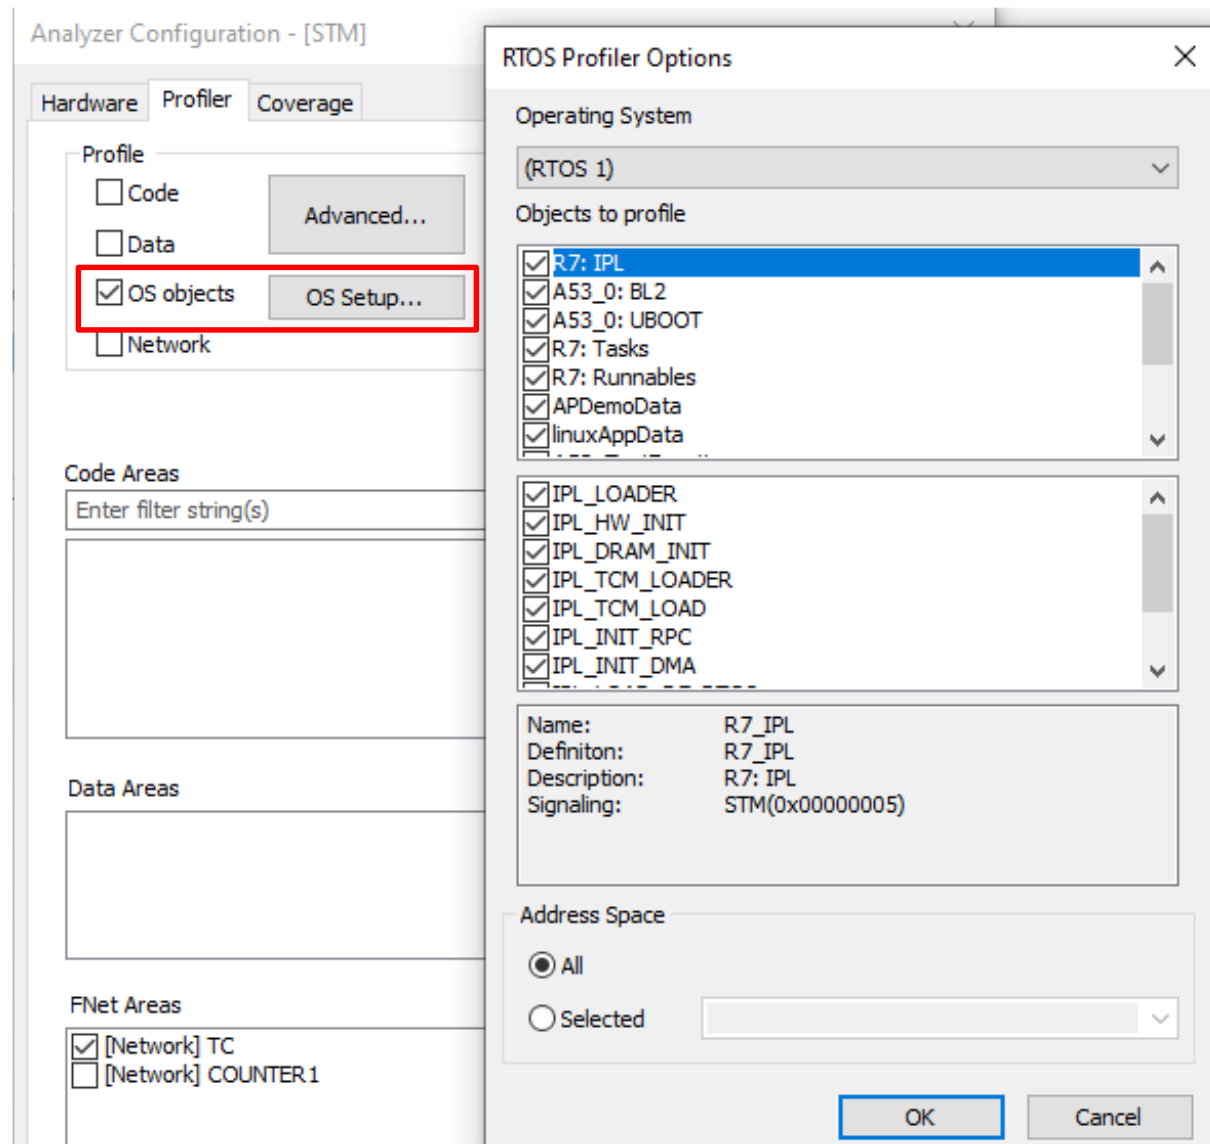 Analyzer Configuration - [STM]
Hardware
Profiler
Coverage
Profile
Code
Advanced...
Data
OS objects
OS Setup...
Network
Code Areas
Enter filter string(s)
Data Areas
FNet Areas
[Network] TC
[Network] COUNTER1
RTOS Profiler Options
Operating System
(RTOS 1)
Objects to profile
R7: IPL
A53_0: BL2
A53_0: UBOOT
R7: Tasks
R7: Runnables
APDemoData
linuxAppData
IPL_LOADER
IPL_HW_INIT
IPL_DRAM_INIT
IPL_TCM_LOADER
IPL_TCM_LOAD
IPL_INIT_RPC
IPL_INIT_DMA
Name: R7_IPL
Definiton: R7_IPL
Description: R7: IPL
Signaling: STM(0x00000005)
Address Space
All
Selected
OK
Cancel